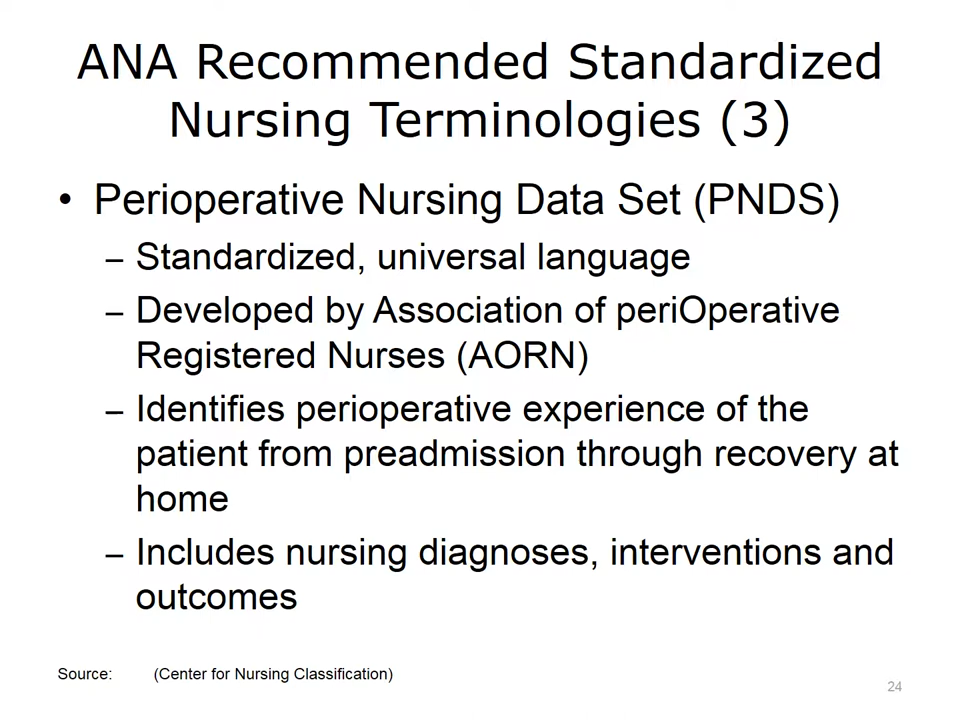 ANA Recommended Standardized
Nursing Terminologies (3)
• Perioperative Nursing Data Set (PNDS)
– Standardized, universal language
– Developed by Association of periOperative
Registered Nurses (AORN)
– Identifies perioperative experience of the
patient from preadmission through recovery at
home
– Includes nursing diagnoses, interventions and
outcomes
Source: (Center for Nursing Classification)
24